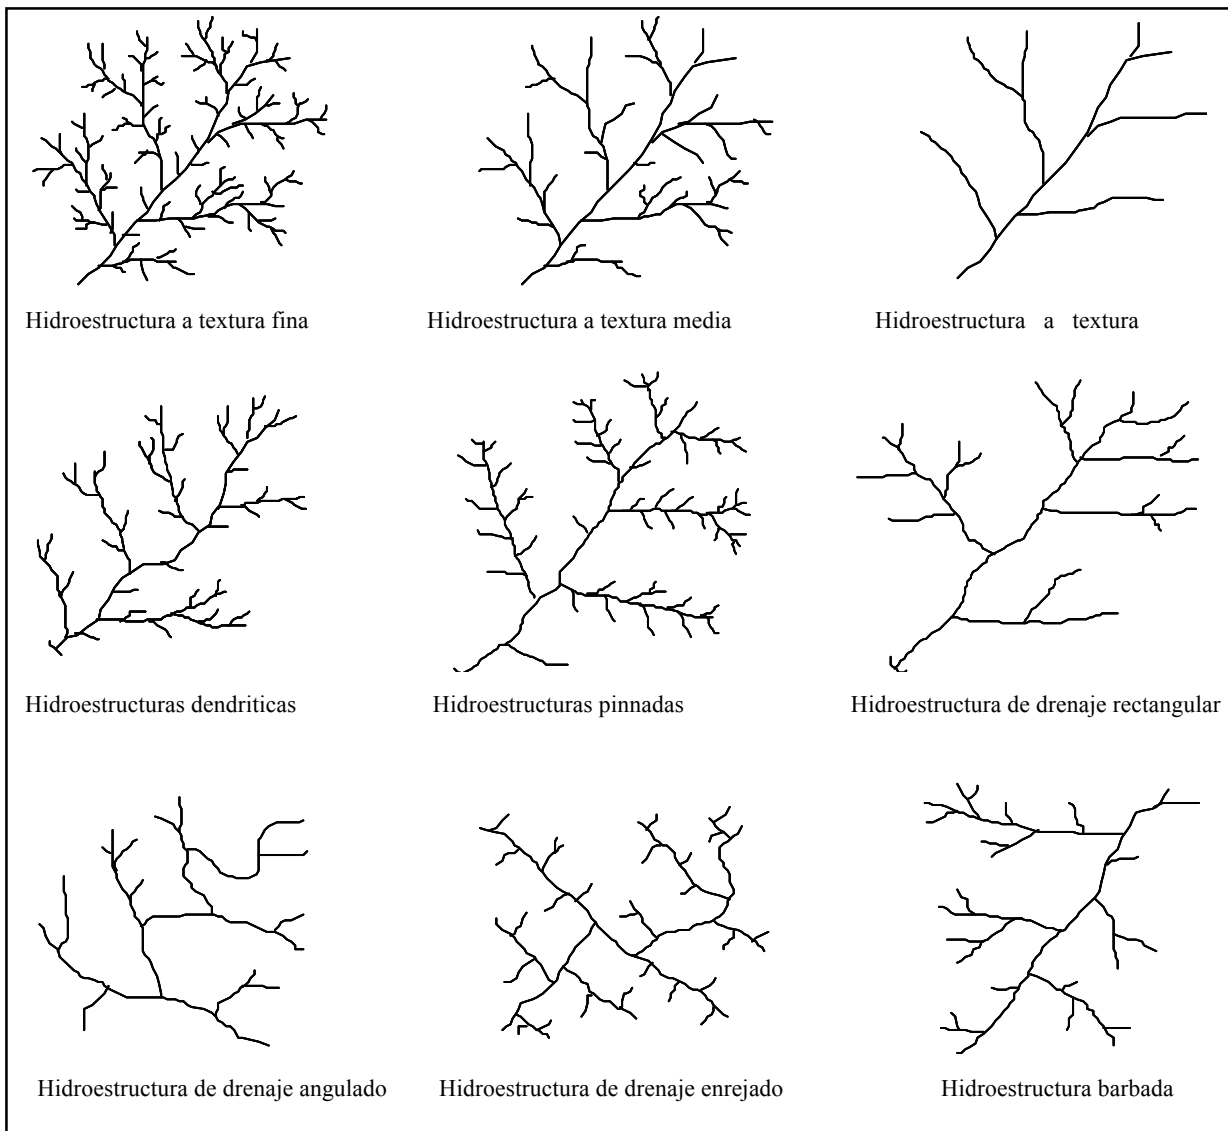 Hidroestructura a textura fina
Hidroestructura a textura media
Hidroestructura a textura
Hidroestructuras dendriticas
Hidroestructuras pinnadas
Hidroestructura de drenaje rectangular
Hidroestructura de drenaje angulado
Hidroestructura de drenaje enrejado
Hidroestructura barbada